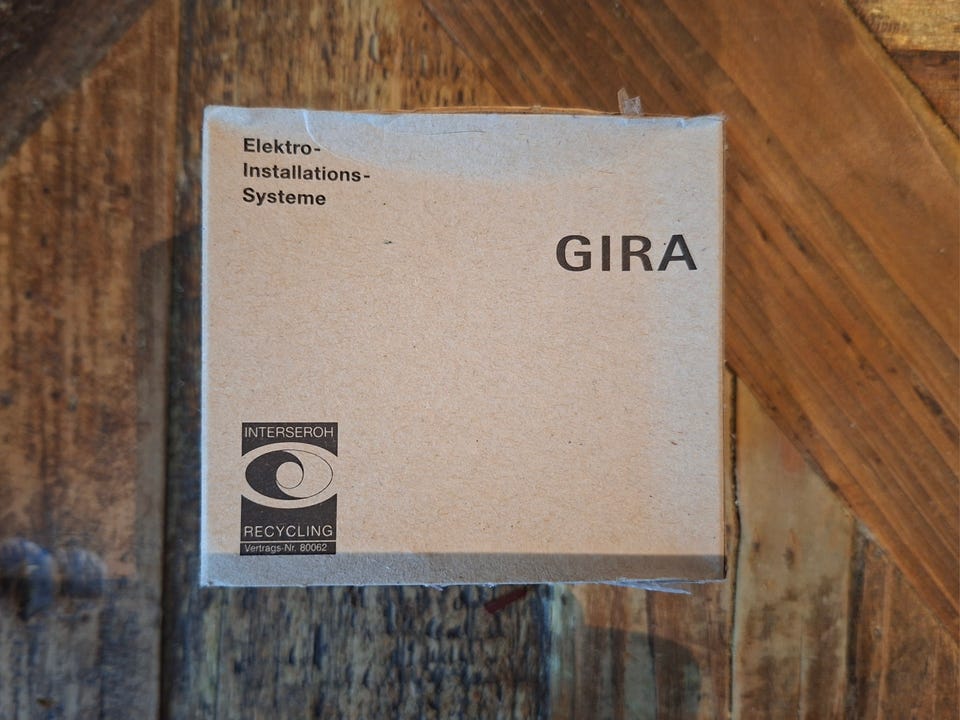 Elektro-
Installations-
Systeme
GIRA
INTERSEROH
RECYCLING
Vertrags-Nr. 80062